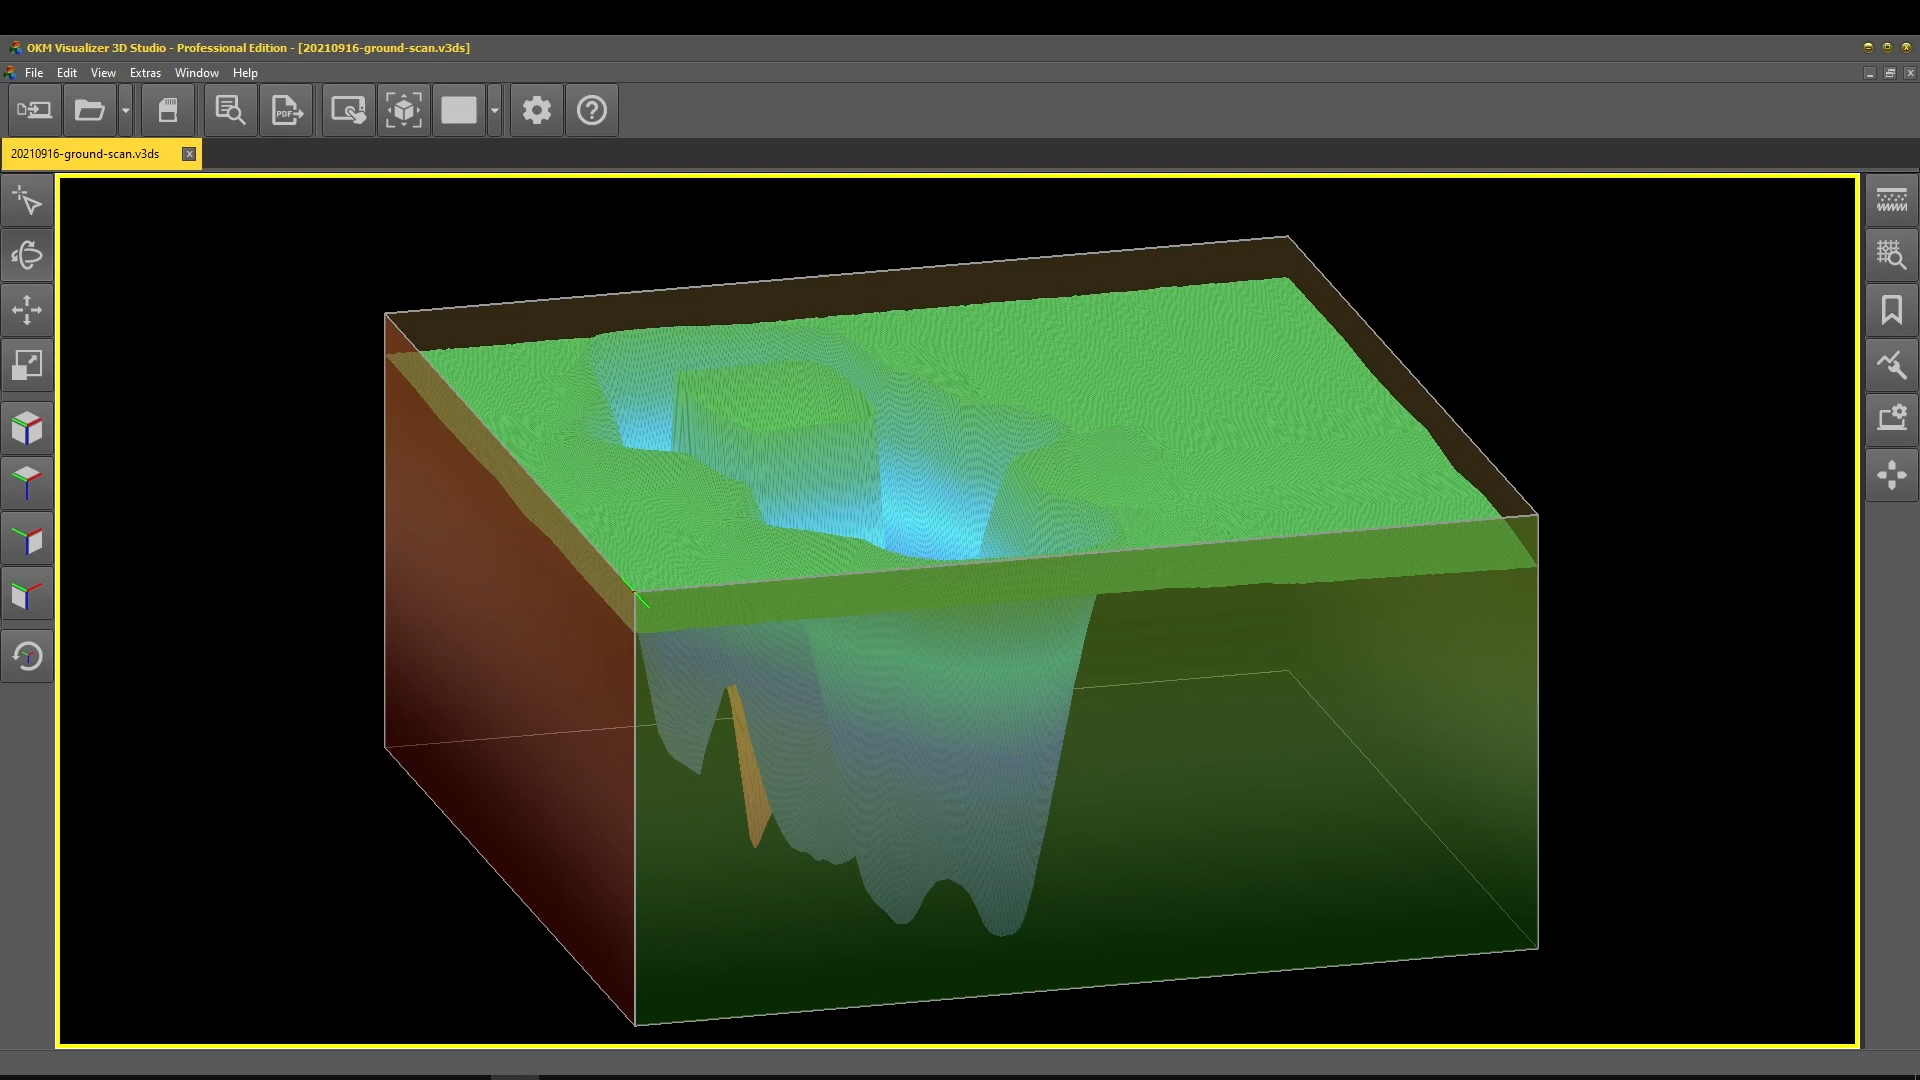 OKM Visualizer 3D Studio - Professional Edition - [20210916-ground-scan.v3ds]
File Edit View Extras Window Help
PDF
20210916-ground-scan.v3ds